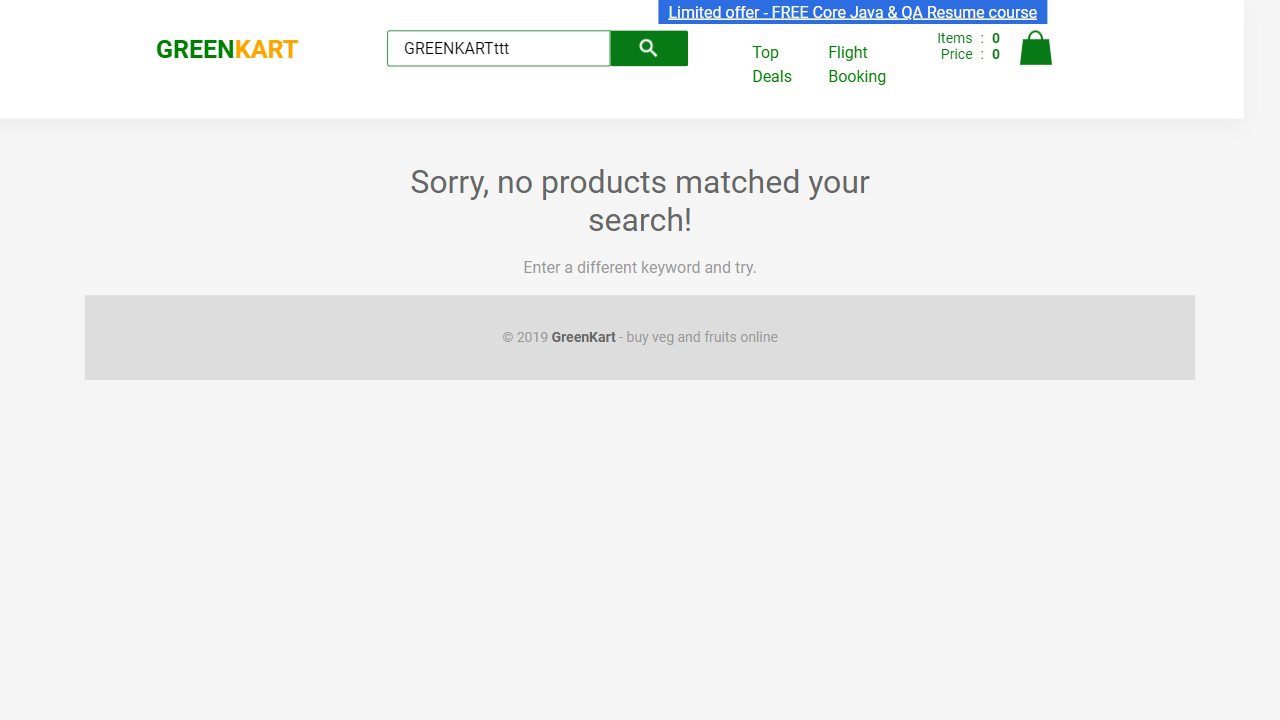 Limited offer - FREE Core Java & QA Resume course
GREENKART
GREENKARTttt
Top
Deals
Flight
Booking
Items : 0
Price : 0
Sorry, no products matched your
search!
Enter a different keyword and try.
© 2019 GreenKart - buy veg and fruits online